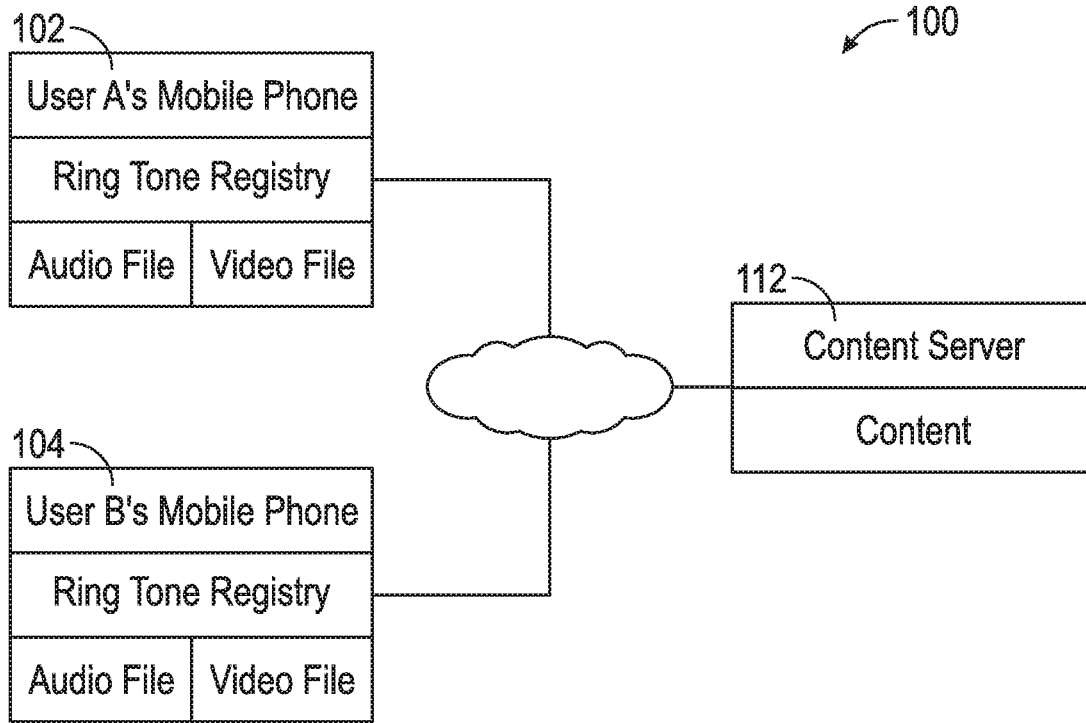 102
100
User A's Mobile Phone
Ring Tone Registry
Audio File Video File
112
Content Server
Content
104
User B's Mobile Phone
Ring Tone Registry
Audio File Video File